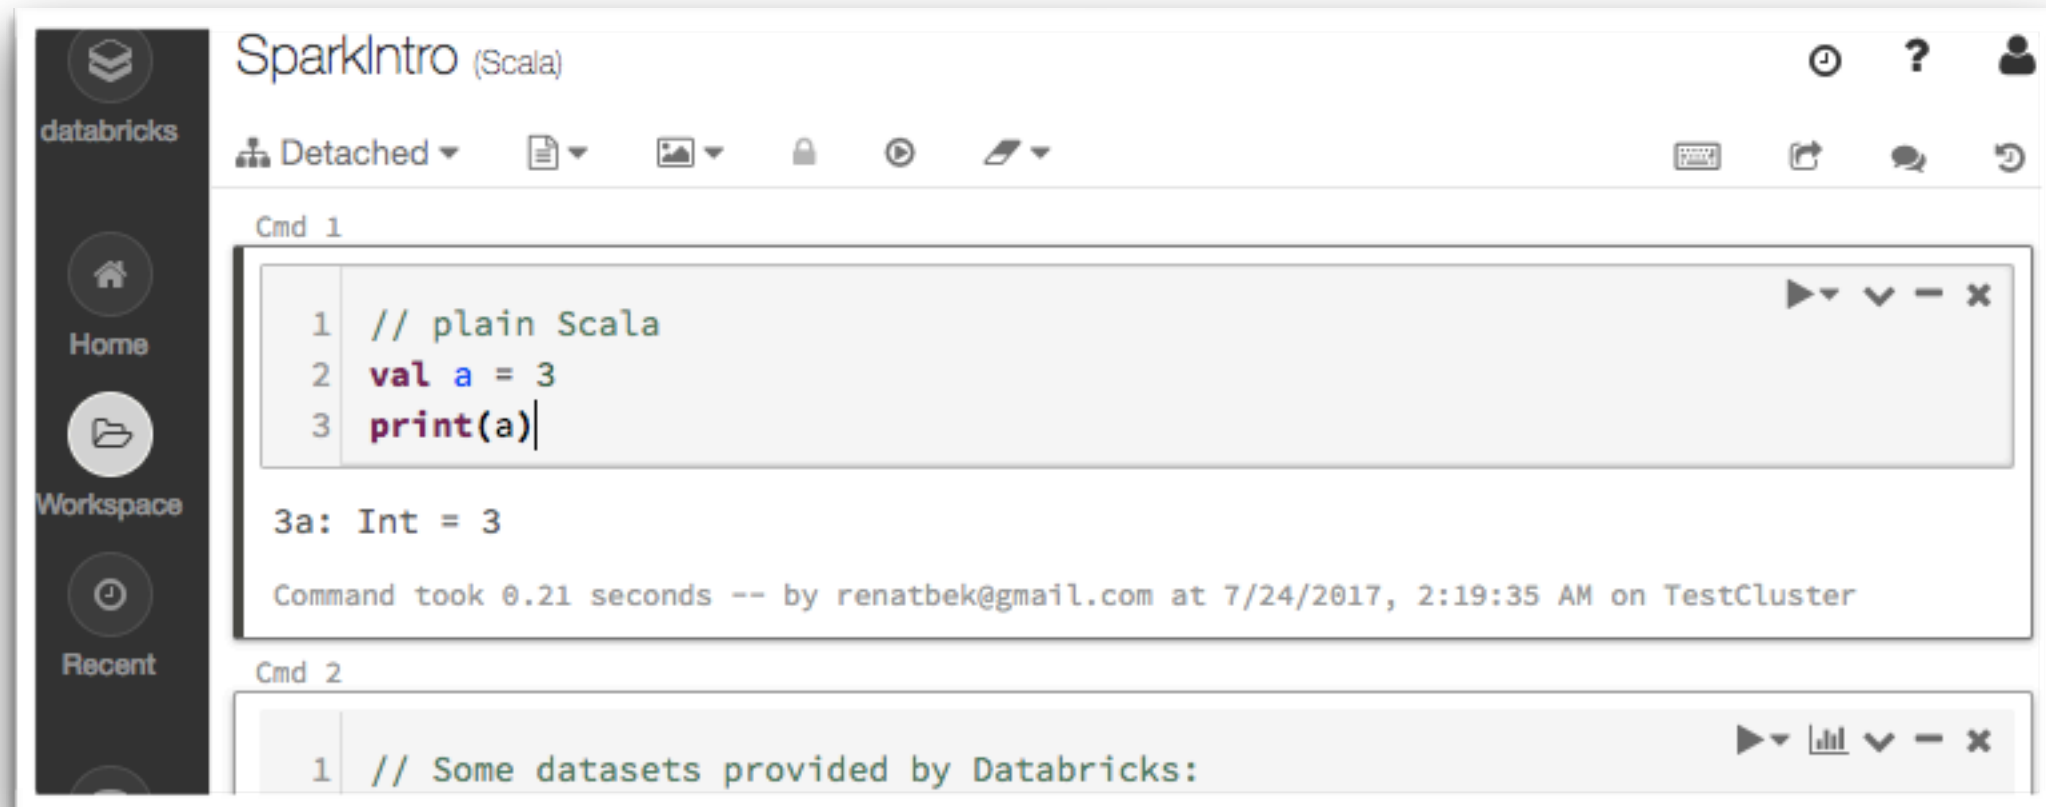 SparkIntro (Scala)
?
databricks
Detached
Cmd 1
1 // plain Scala
2 val a = 3
3 print(a)
Home
Workspace
3a: Int = 3
Command took 0.21 seconds -- by renatbek@gmail.com at 7/24/2017, 2:19:35 AM on TestCluster
Recent
Cmd 2
1 // Some datasets provided by Databricks: